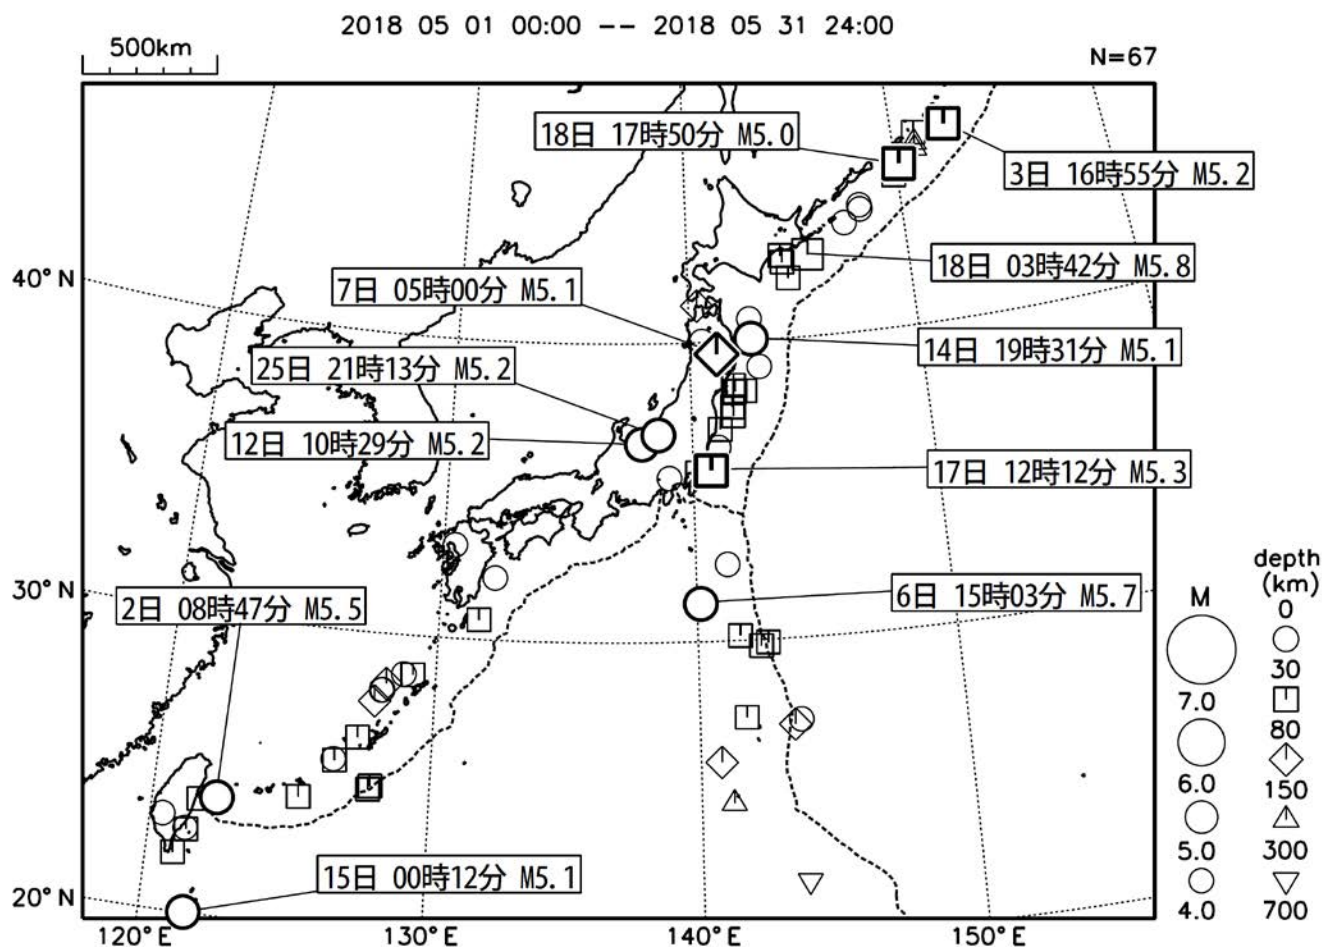 2018 05 01 00:00 -- 2018 05 31 24:00
500km
N=67
18日 17時50分 M5.0
3日 16時55分 M5.2
18日 03時42分 M5.8
40°N
7日 05時00分 M5.1
14日 19時31分 M5.1
25日 21時13分 M5.2
12日 10時29分 M5.2
17日 12時12分 M5.3
30°N
2日 08時47分 M5.5
6日 15時03分 M5.7
15日 00時12分 M5.1
20°N
120°E
130°E
140°E
150°E
M
7.0
6.0
5.0
4.0
depth
(km)
0
30
80
150
300
700